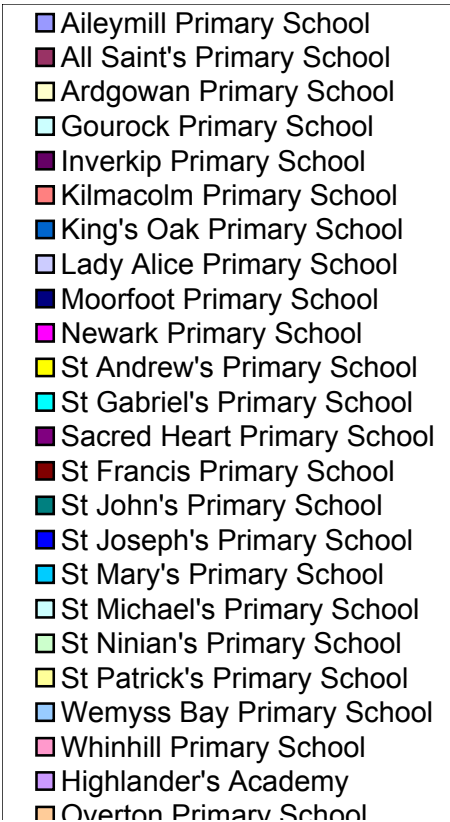 Aileymill Primary School
All Saint's Primary School
Ardgowan Primary School
Gourock Primary School
Inverkip Primary School
Kilmacolm Primary School
King's Oak Primary School
Lady Alice Primary School
Moorfoot Primary School
Newark Primary School
St Andrew's Primary School
St Gabriel's Primary School
Sacred Heart Primary School
St Francis Primary School
St John's Primary School
St Joseph's Primary School
St Mary's Primary School
St Michael's Primary School
St Ninian's Primary School
St Patrick's Primary School
Wemyss Bay Primary School
Whinhill Primary School
Highlander's Academy
Overton Primary School